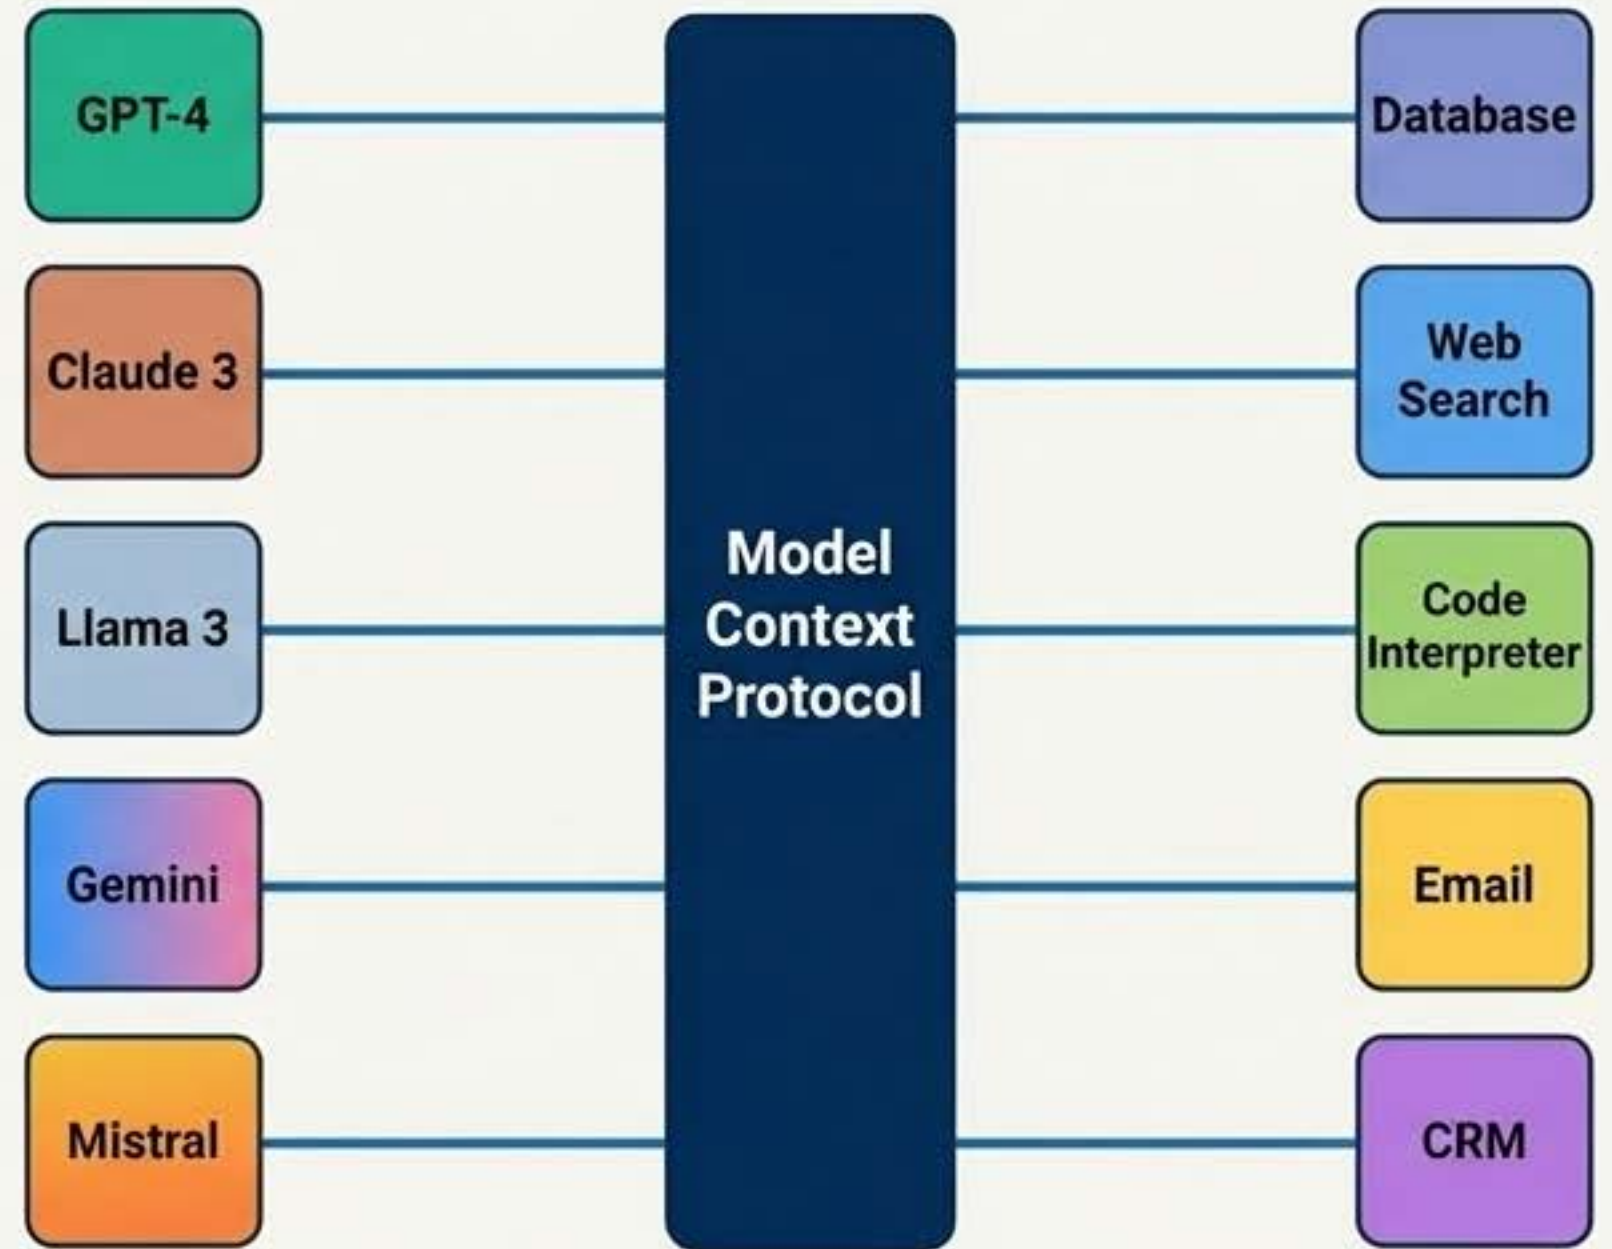 GPT-4
Claude 3
Llama 3
Gemini
Mistral
Model
Context
Protocol
Database
Web
Search
Code
Interpreter
Email
CRM